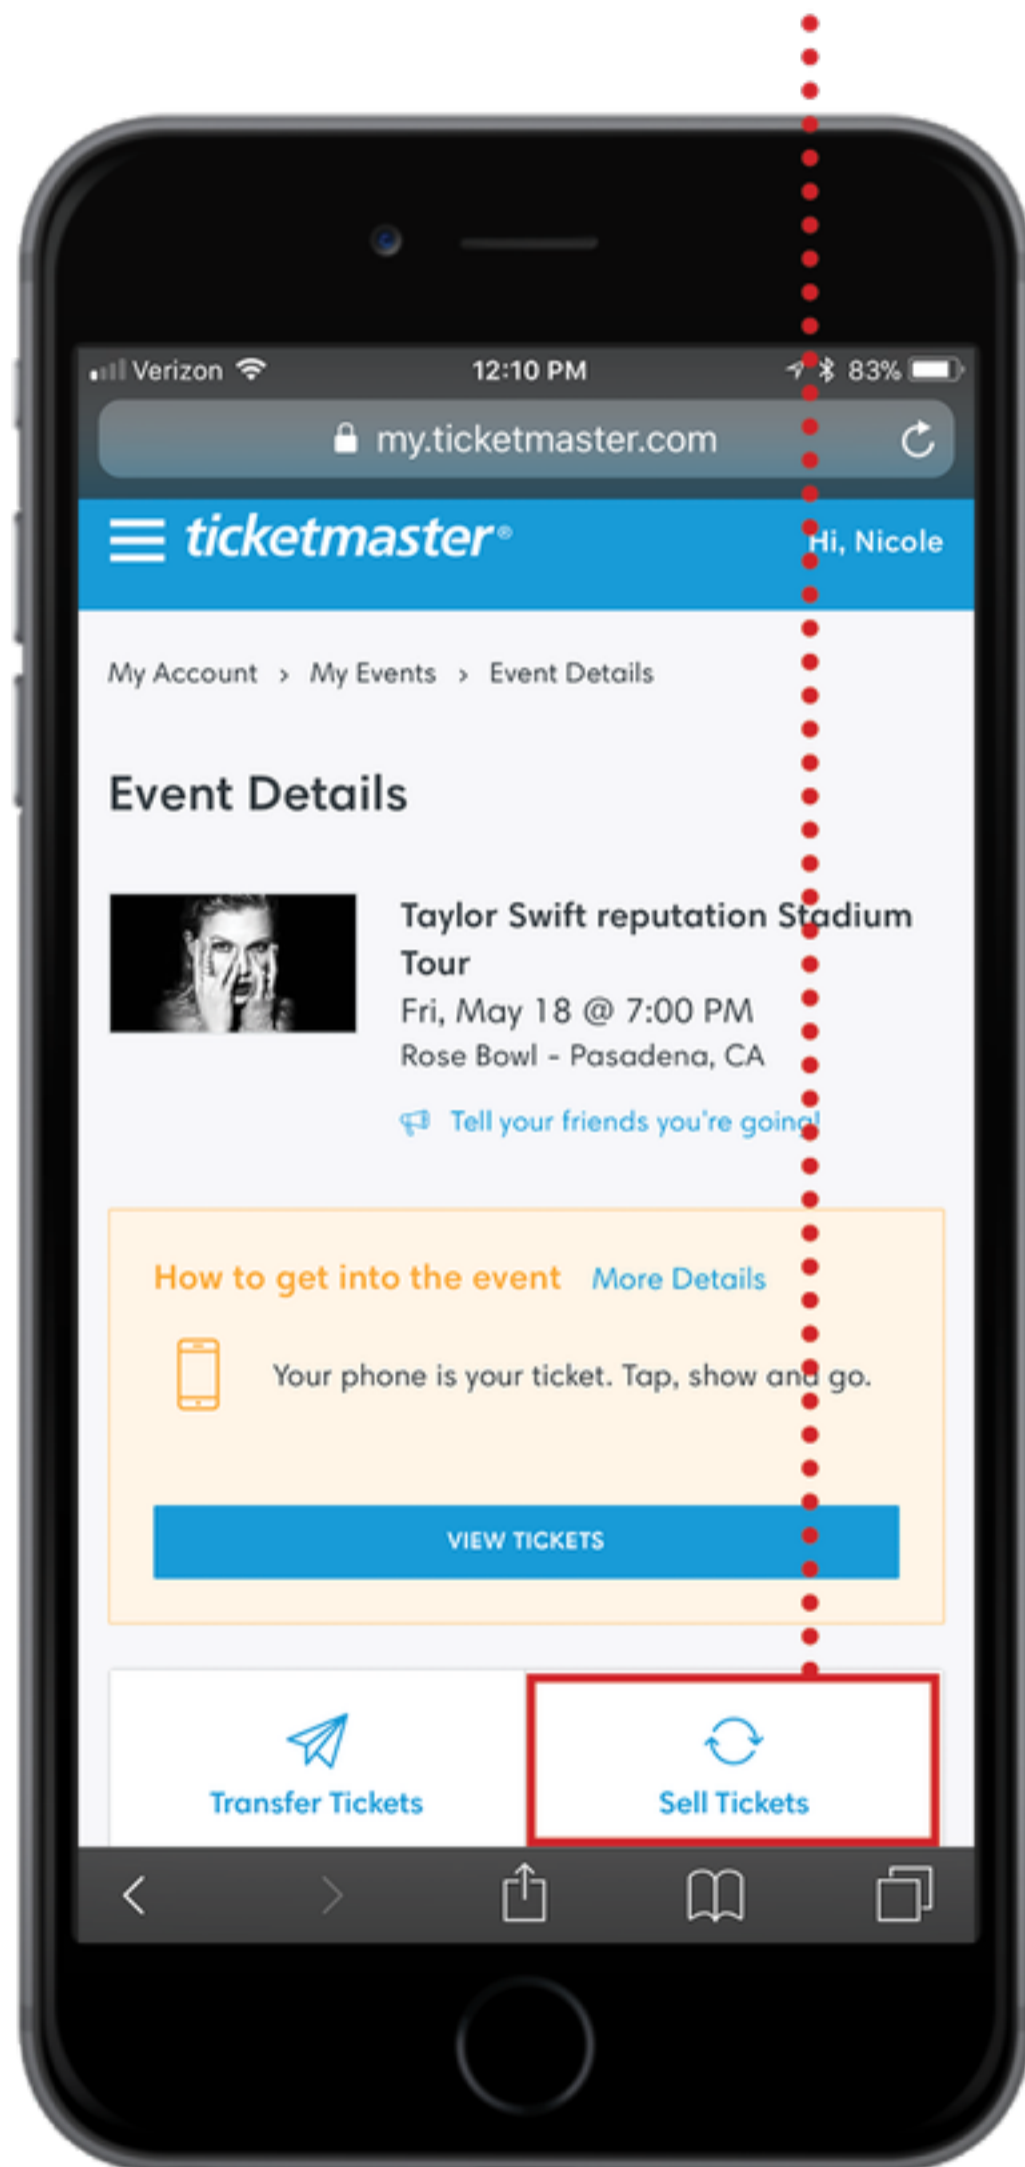 Verizon 12:10 PM 83%
my.ticketmaster.com
ticketmaster® Hi, Nicole
My Account > My Events > Event Details
Event Details
Taylor Swift reputation Stadium
Tour
Fri, May 18 @ 7:00 PM
Rose Bowl - Pasadena, CA
Tell your friends you're going!
How to get into the event More Details
Your phone is your ticket. Tap, show and go.
VIEW TICKETS
Transfer Tickets Sell Tickets